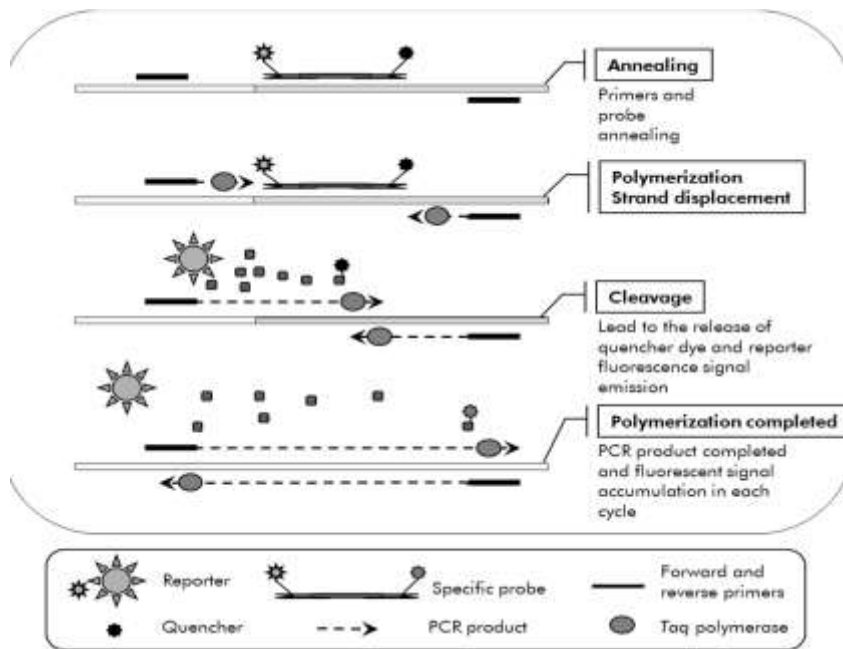 Annealing
Primers and
probe
annealing
Polymerization
Strand displacement
Cleavage
Lead to the release of
quencher dye and reporter
fluorescence signal
emission
Polymerization completed
PCR product completed
and fluorescent signal
accumulation in each
cycle
Reporter
Specific probe
Forward and
reverse primers
Quencher
PCR product
Taq polymerase